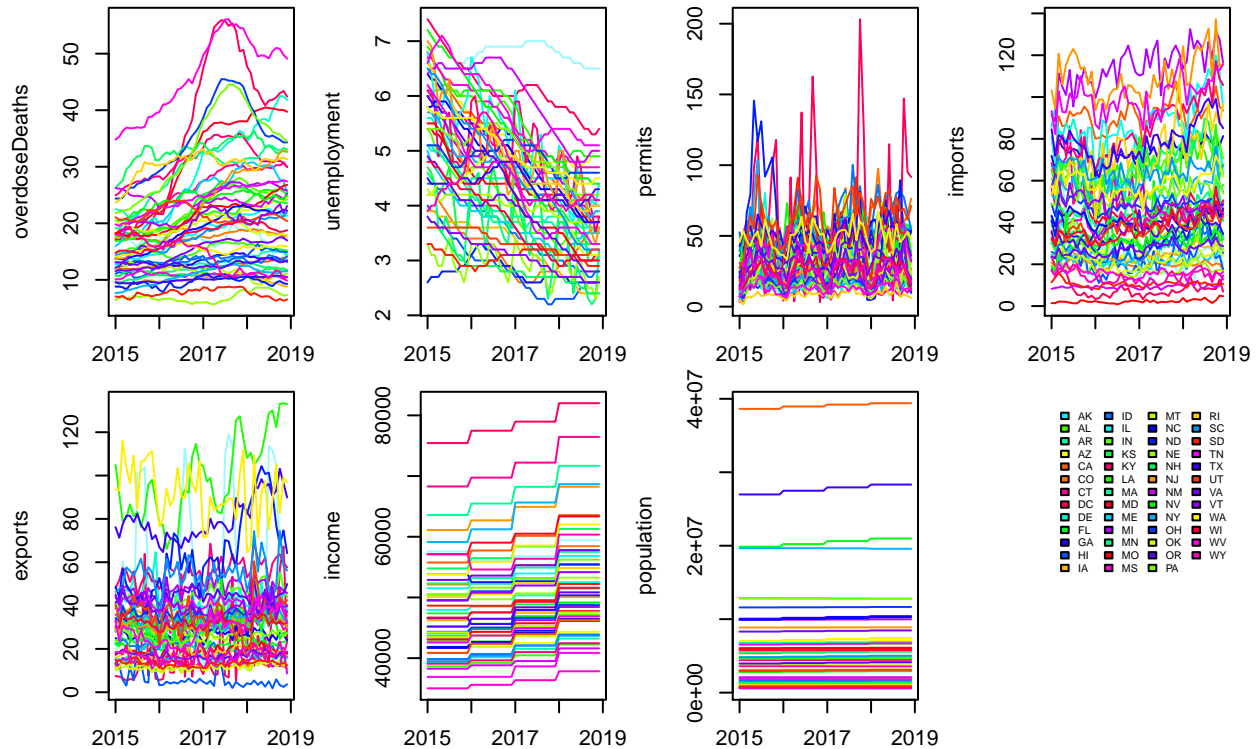 overdoseDeaths
50
40
30
20
10
2015 2017 2019
unemployment
7
6
5
4
3
2
2015 2017 2019
permits
200
150
100
50
0
2015 2017 2019
imports
120
80
60
40
20
0
2015 2017 2019
exports
120
80
60
40
20
0
2015 2017 2019
income
80000
60000
40000
2015 2017 2019
population
4e+07
2e+07
0e+00
2015 2017 2019
AK ID MT RI
AL IL NC SC
AR IN ND SD
AZ KS NE TN
CA KY NH TX
CO LA NJ UT
CT MA NM VA
DC MD NV VT
DE ME NY WA
FL MI OH WI
GA MN OK WV
HI MO OR WY
IA MS PA